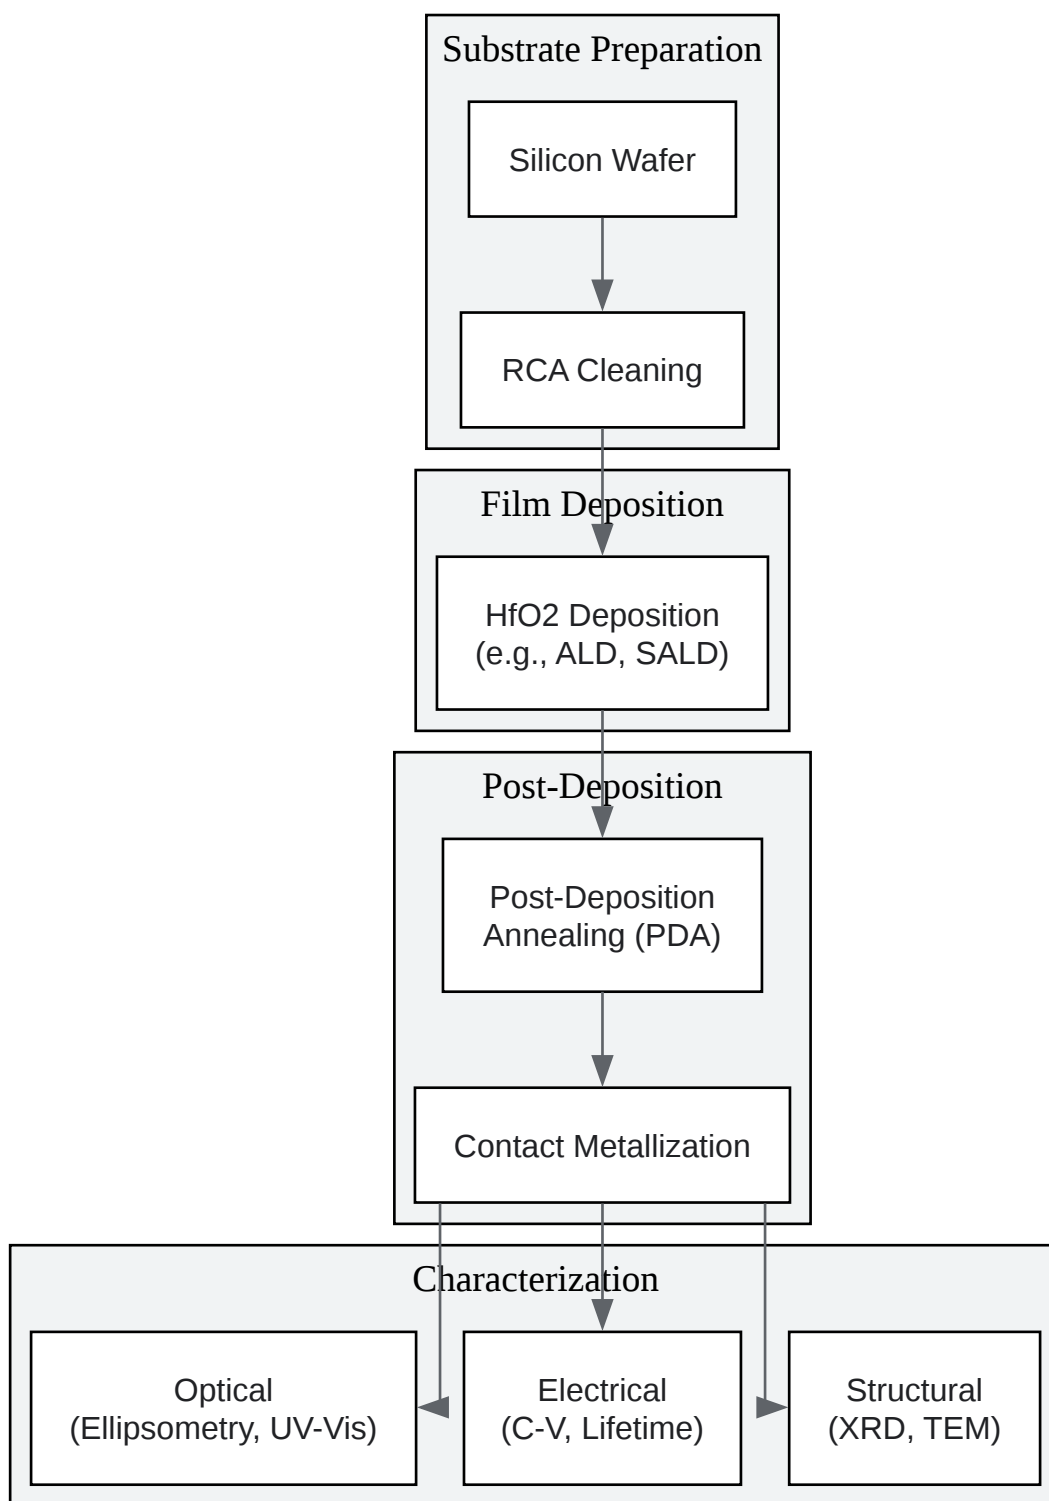 Substrate Preparation
Silicon Wafer
RCA Cleaning
Film Deposition
HfO2 Deposition
(e.g., ALD, SALD)
Post-Deposition
Post-Deposition
Annealing (PDA)
Contact Metallization
Characterization
Optical
(Ellipsometry, UV-Vis)
Electrical
(C-V, Lifetime)
Structural
(XRD, TEM)